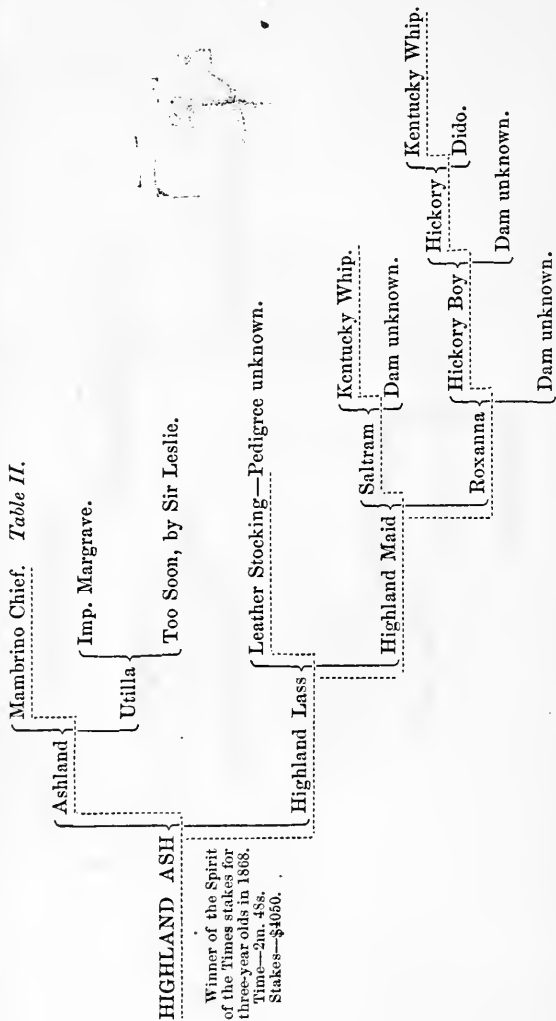 Table II.
Mambrino Chief.
Ashland
Imp. Margrave.
Utilla
Too Soon, by Sir Leslie.
HIGHLAND ASH
Winner of the Spirit
of the Times stakes for
three-year olds in 1868.
Time—2m. 48s.
Stakes—$4050.
Leather Stocking—Pedigree unknown.
Highland Lass
Kentucky Whip.
Saltram
Dam unknown.
Highland Maid
Kentucky Whip.
Hickory
Dido.
Hickory Boy
Dam unknown.
Roxanna
Dam unknown.